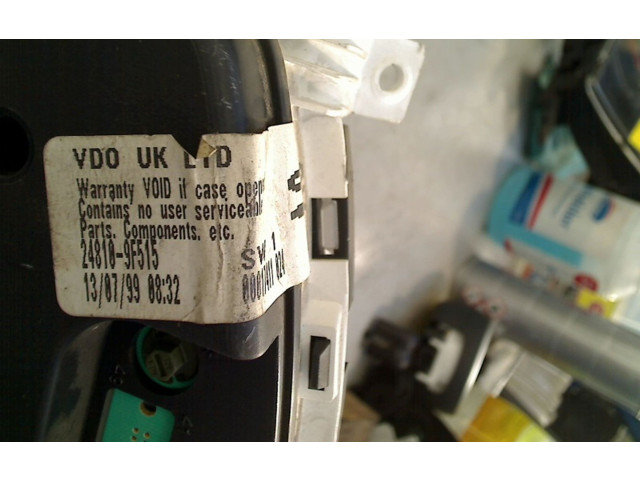 VDO UK LTD
Warranty VOID if case opened
Contains no user serviceable
Parts, Components, etc.
24810-9F515
SW 1
13/07/99 08:32